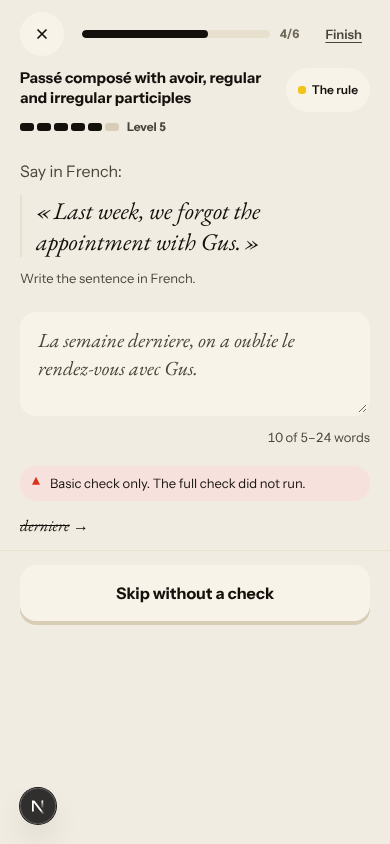 4/6
Finish
Passé composé with avoir, regular
and irregular participles
The rule
Level 5
Say in French:
« Last week, we forgot the
appointment with Gus. »
Write the sentence in French.
La semaine derniere, on a oublie le
rendez-vous avec Gus.
10 of 5–24 words
Basic check only. The full check did not run.
derniere →
Skip without a check
N